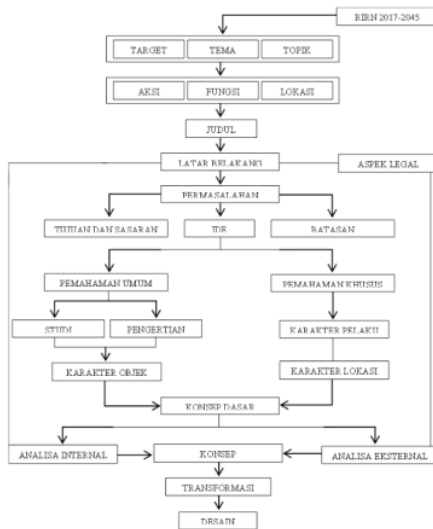 RIRN 2017-2045
TARGET TEMA TOPIK
AKSI FUNGSI LOKASI
JUDUL
LATAR BELAKANG ASPEK LEGAL
PERMASALAHAN
TUJUAN DAN SASARAN IDE BATASAN
PEMAHAMAN UMUM PEMAHAMAN KHUSUS
STUDI PENGERTIAN KARAKTER PELAKU
KARAKTER OBJEK KARAKTER LOKASI
KONSEP DASAR
ANALISA INTERNAL KONSEP ANALISA EKSTERNAL
TRANSFORMASI
DESAIN